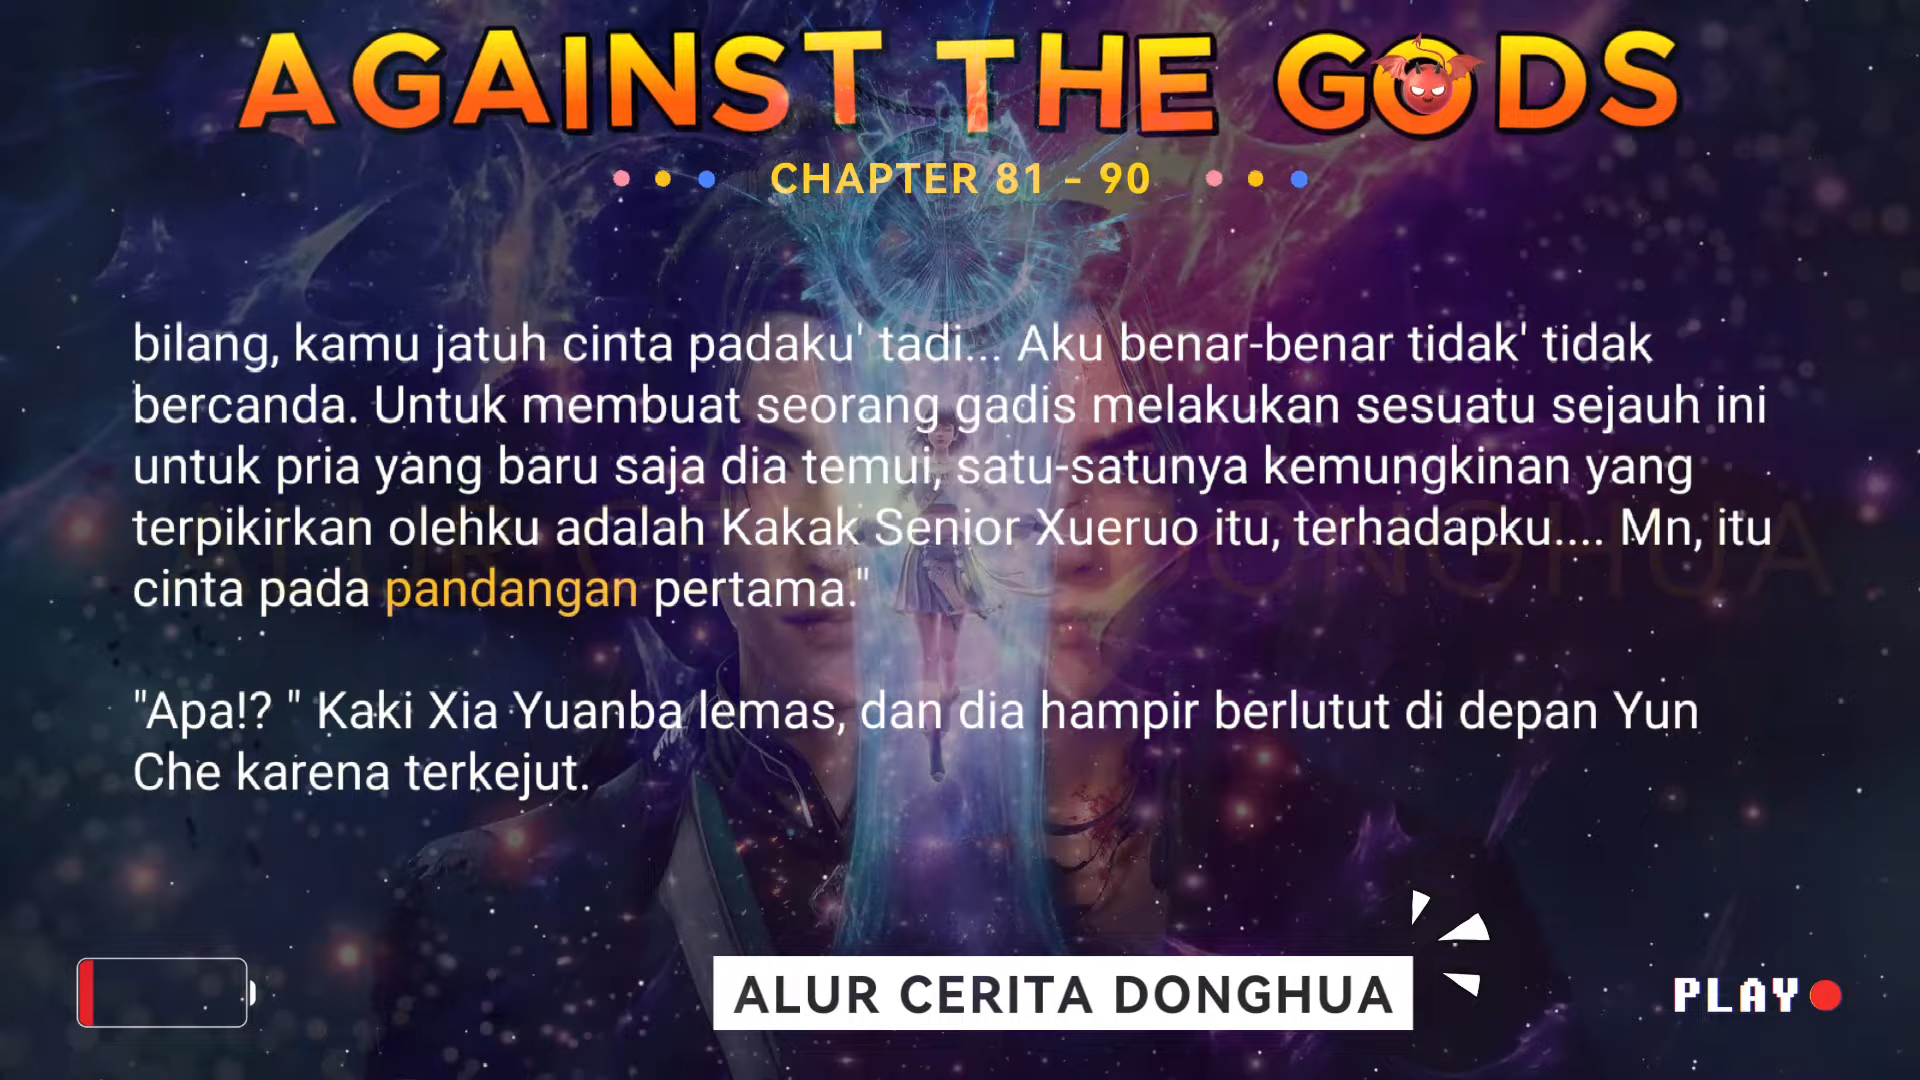 AGAINST THE GODS
CHAPTER 81 - 90
bilang, kamu jatuh cinta padaku' tadi... Aku benar-benar tidak' tidak
bercanda. Untuk membuat seorang gadis melakukan sesuatu sejauh ini
untuk pria yang baru saja dia temui, satu-satunya kemungkinan yang
terpikirkan olehku adalah Kakak Senior Xueruo itu, terhadapku.... Mn, itu
cinta pada pandangan pertama."
"Apa!? " Kaki Xia Yuanba lemas, dan dia hampir berlutut di depan Yun
Che karena terkejut.
ALUR CERITA DONGHUA
PLAY